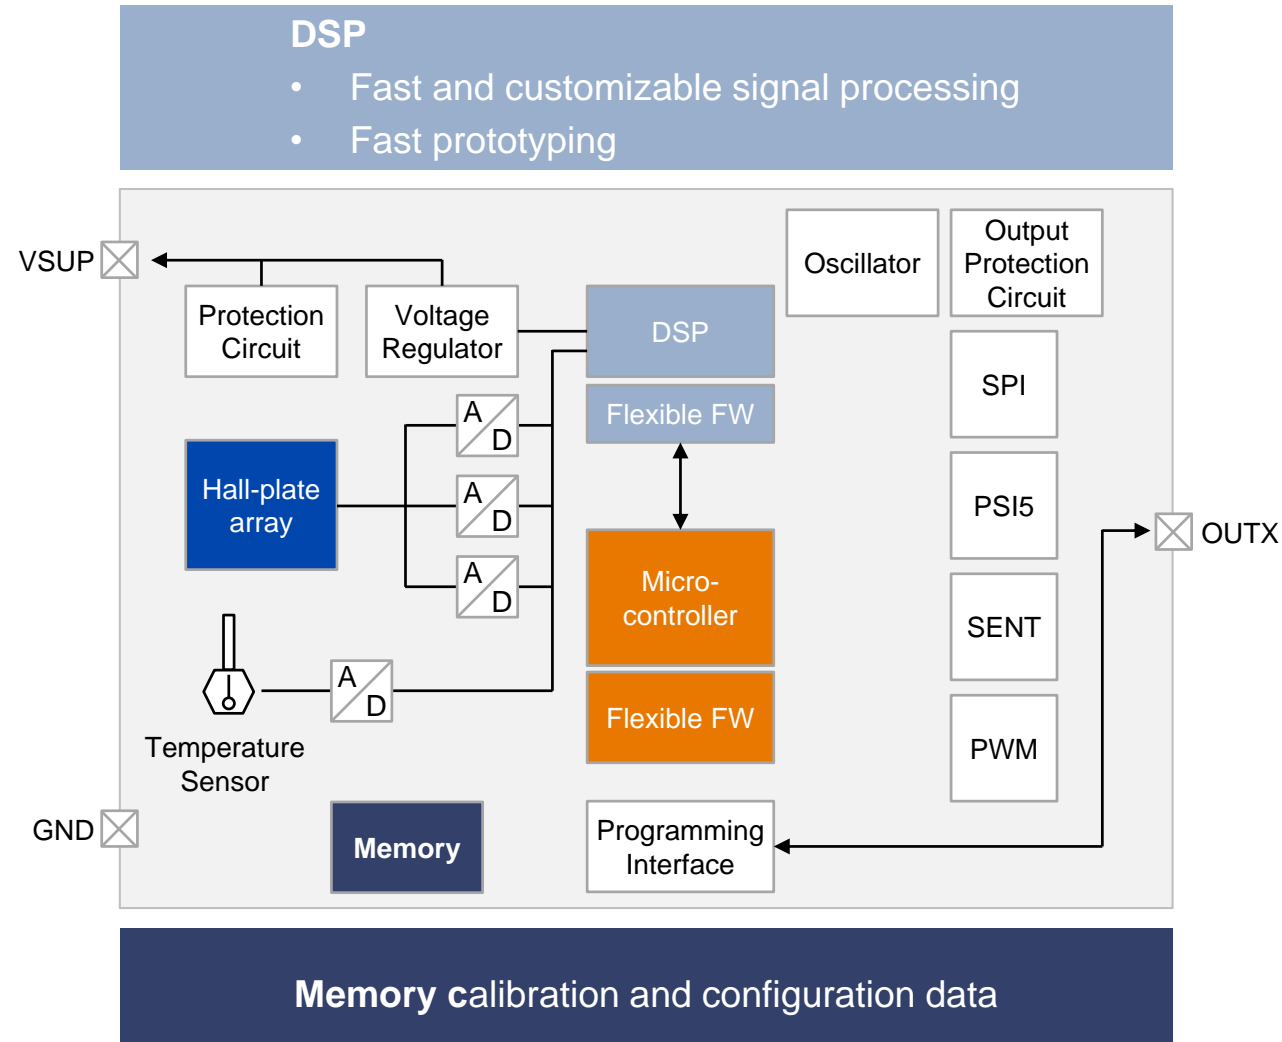 DSP
• Fast and customizable signal processing
• Fast prototyping
VSUP
Protection
Circuit
Voltage
Regulator
DSP
Flexible FW
Oscillator
Output
Protection
Circuit
SPI
PSI5
SENT
PWM
OUTX
Hall-plate
array
A
D
A
D
A
D
A
D
Micro-
controller
Flexible FW
Temperature
Sensor
GND
Memory
Programming
Interface
Memory calibration and configuration data